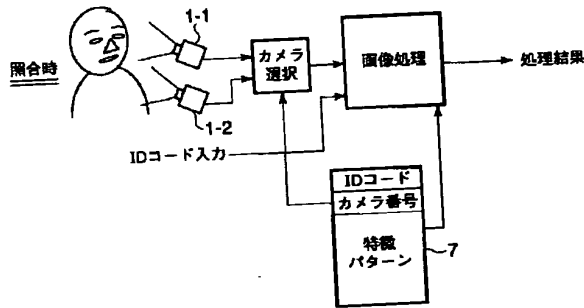 1-1
照合時
カメラ
選択
画像処理
処理結果
1-2
IDコード入力
IDコード
カメラ番号
特徴
パターン
7